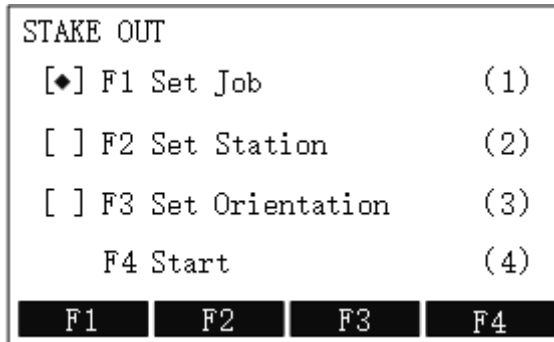 STAKE OUT
[◆] F1 Set Job (1)
[ ] F2 Set Station (2)
[ ] F3 Set Orientation (3)
F4 Start (4)
F1 F2 F3 F4